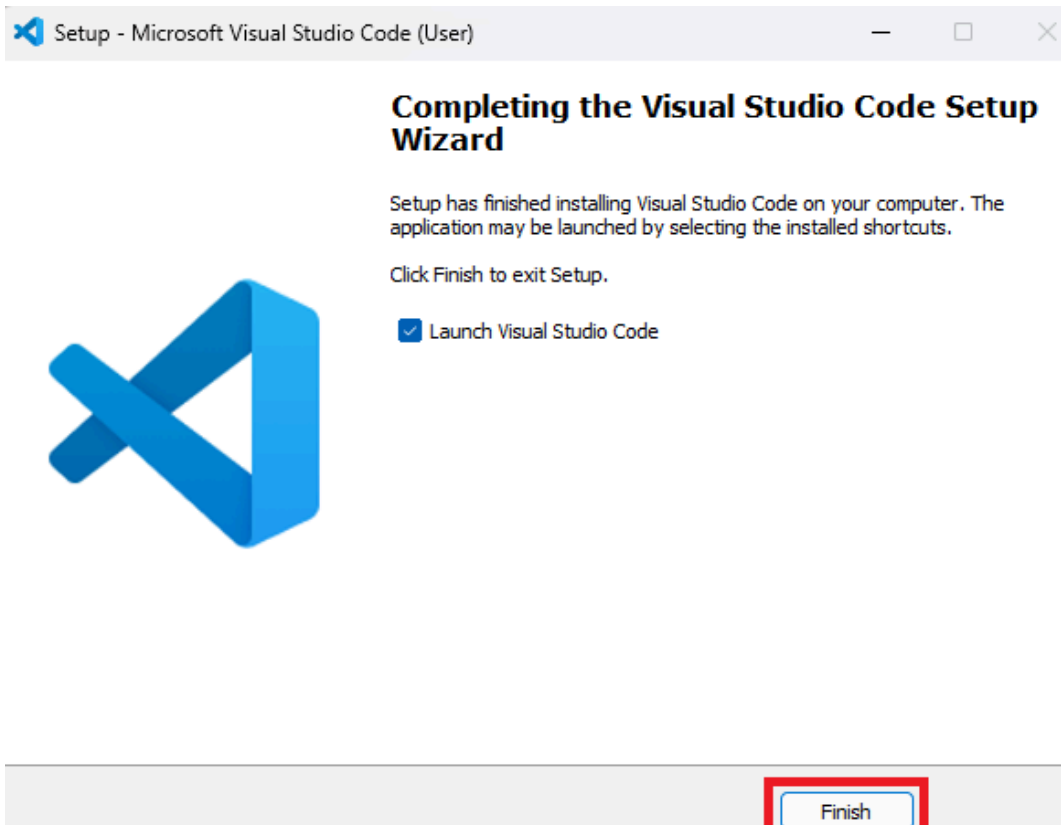 Setup - Microsoft Visual Studio Code (User)
Completing the Visual Studio Code Setup
Wizard
Setup has finished installing Visual Studio Code on your computer. The
application may be launched by selecting the installed shortcuts.
Click Finish to exit Setup.
Launch Visual Studio Code
Finish